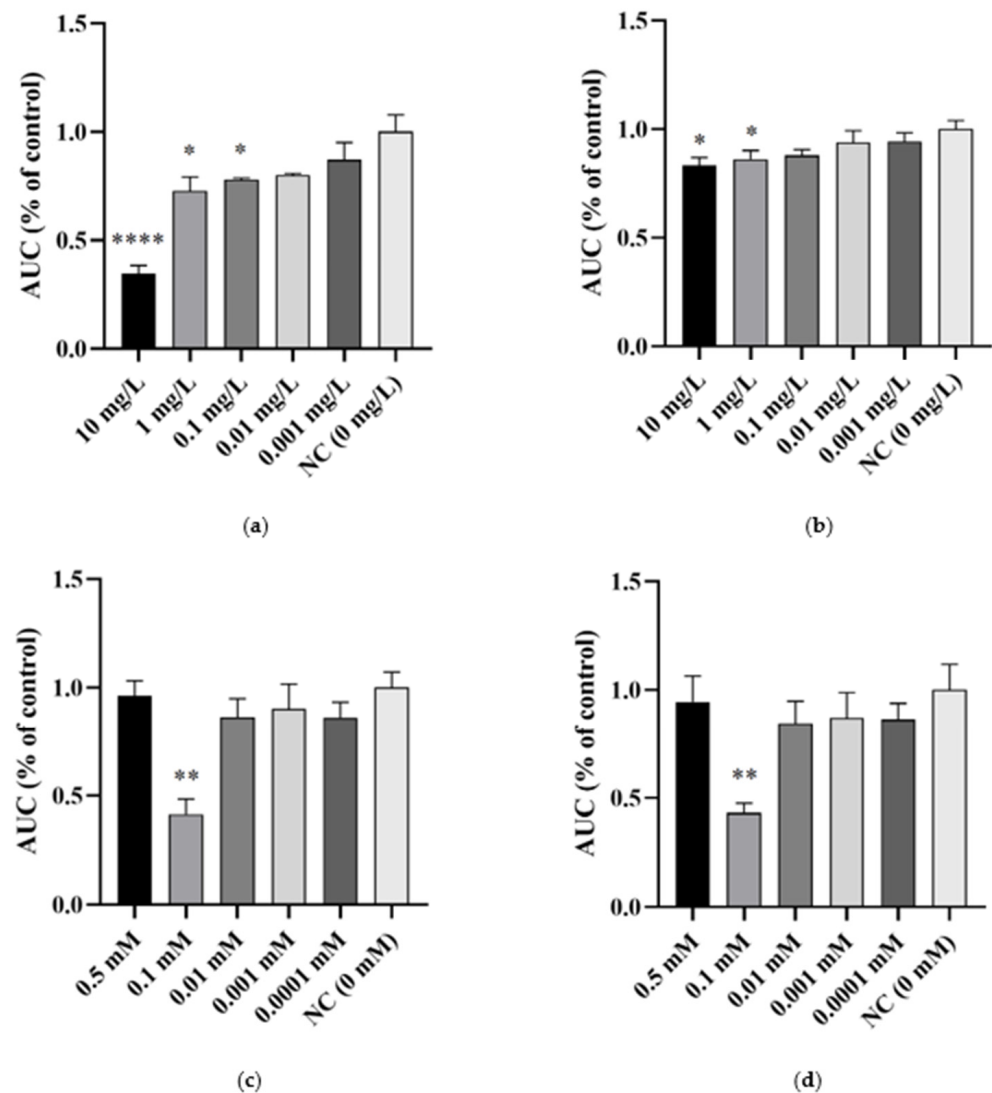 1.5
1.0
0.5
0.0
AUC (% of control)
****
*
*
10 mg/L
1 mg/L
0.1 mg/L
0.01 mg/L
0.001 mg/L
NC (0 mg/L)
(a)
1.5
1.0
0.5
0.0
AUC (% of control)
*
*
10 mg/L
1 mg/L
0.1 mg/L
0.01 mg/L
0.001 mg/L
NC (0 mg/L)
(b)
1.5
1.0
0.5
0.0
AUC (% of control)
**
0.5 mM
0.1 mM
0.01 mM
0.001 mM
0.0001 mM
NC (0 mM)
(c)
1.5
1.0
0.5
0.0
AUC (% of control)
**
0.5 mM
0.1 mM
0.01 mM
0.001 mM
0.0001 mM
NC (0 mM)
(d)